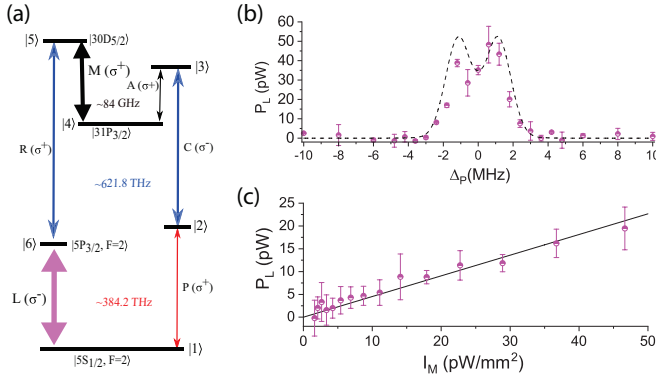 (a)
|5⟩
|30D5/2⟩
M (σ+)
|3⟩
A (σ+)
~84 GHz
|4⟩
|31P3/2⟩
R (σ+)
C (σ-)
~621.8 THz
|2⟩
|6⟩
|5P3/2, F=2⟩
L (σ-)
~384.2 THz
P (σ+)
|5S1/2, F=2⟩
|1⟩
(b)
PL (pW)
60
50
40
30
20
10
0
-10 -8 -6 -4 -2 0 2 4 6 8 10
ΔP(MHz)
(c)
PL (pW)
25
20
15
10
5
0
0 10 20 30 40 50
IM (pW/mm²)